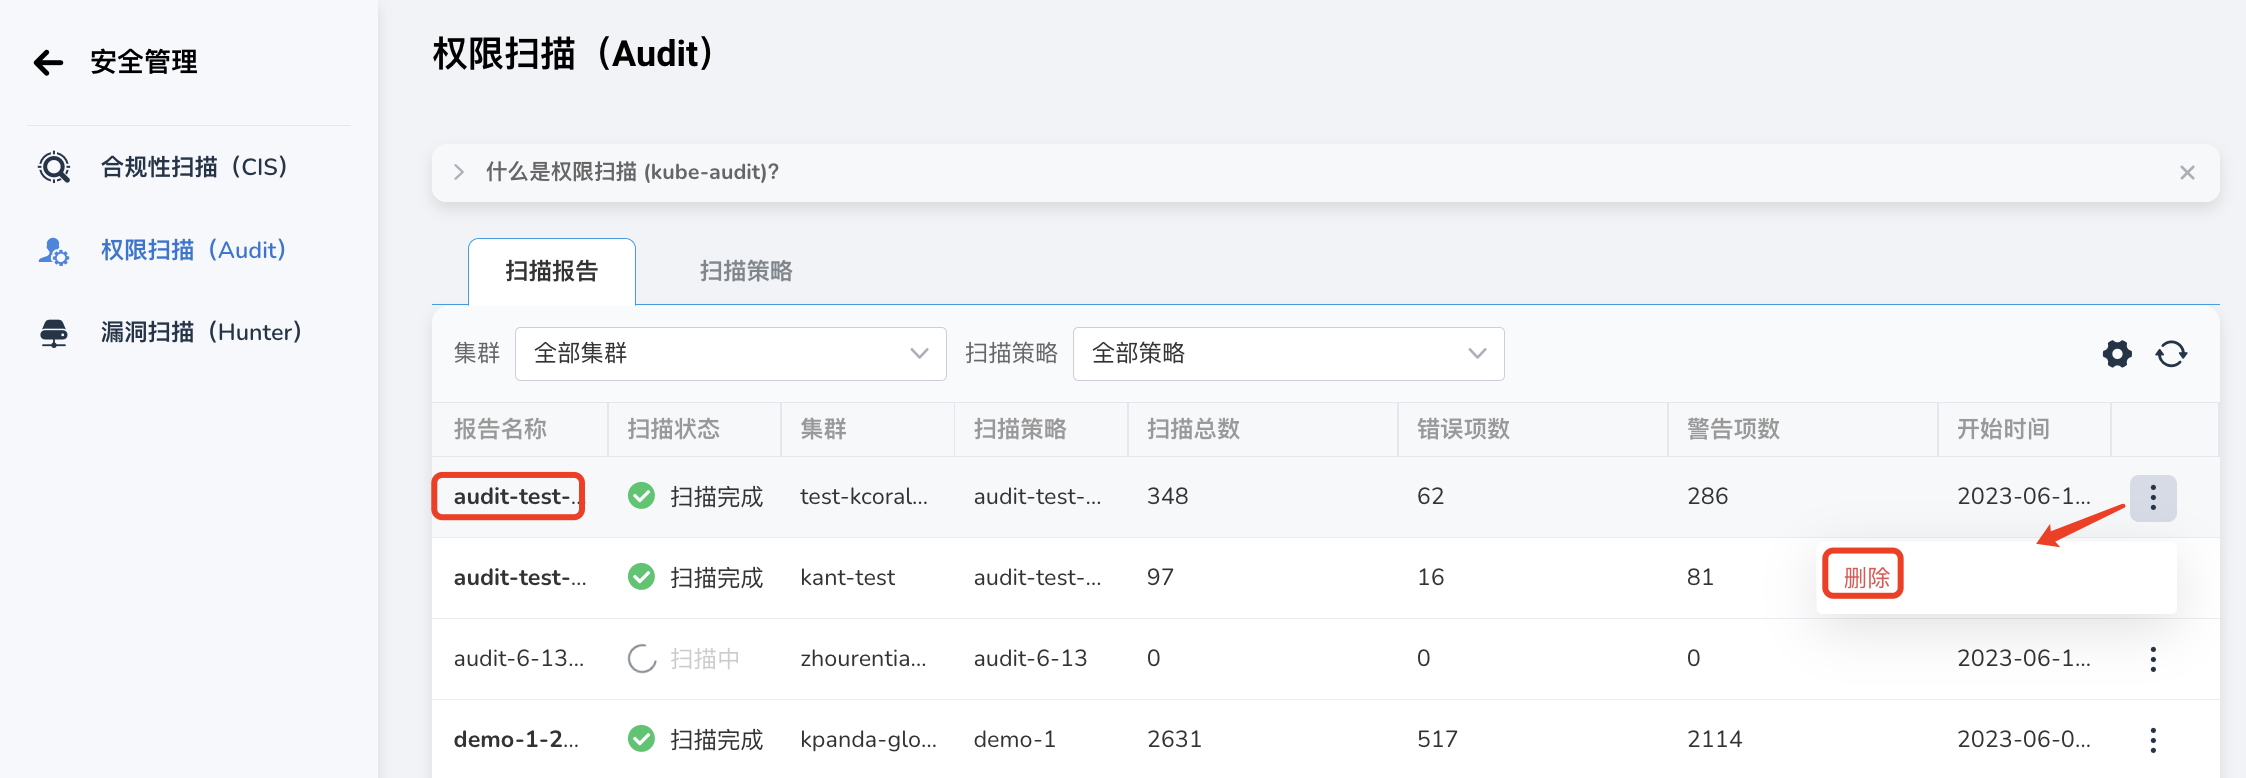 安全管理
合规性扫描（CIS）
权限扫描（Audit）
漏洞扫描（Hunter）
权限扫描（Audit）
什么是权限扫描 (kube-audit)?
扫描报告 扫描策略
集群 全部集群 扫描策略 全部策略
报告名称 扫描状态 集群 扫描策略 扫描总数 错误项数 警告项数 开始时间
audit-test-... 扫描完成 test-kcoral... audit-test-... 348 62 286 2023-06-1...
audit-test-... 扫描完成 kant-test audit-test-... 97 16 81 删除
audit-6-13... 扫描中 zhourentia... audit-6-13 0 0 0 2023-06-1...
demo-1-2... 扫描完成 kpanda-glo... demo-1 2631 517 2114 2023-06-0...